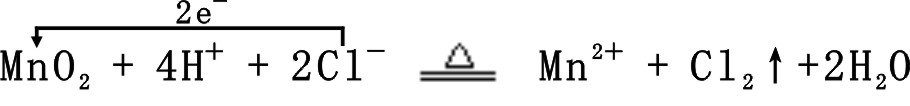 2e⁻
MnO₂ + 4H⁺ + 2Cl⁻ ≜ Mn²⁺ + Cl₂↑+2H₂O